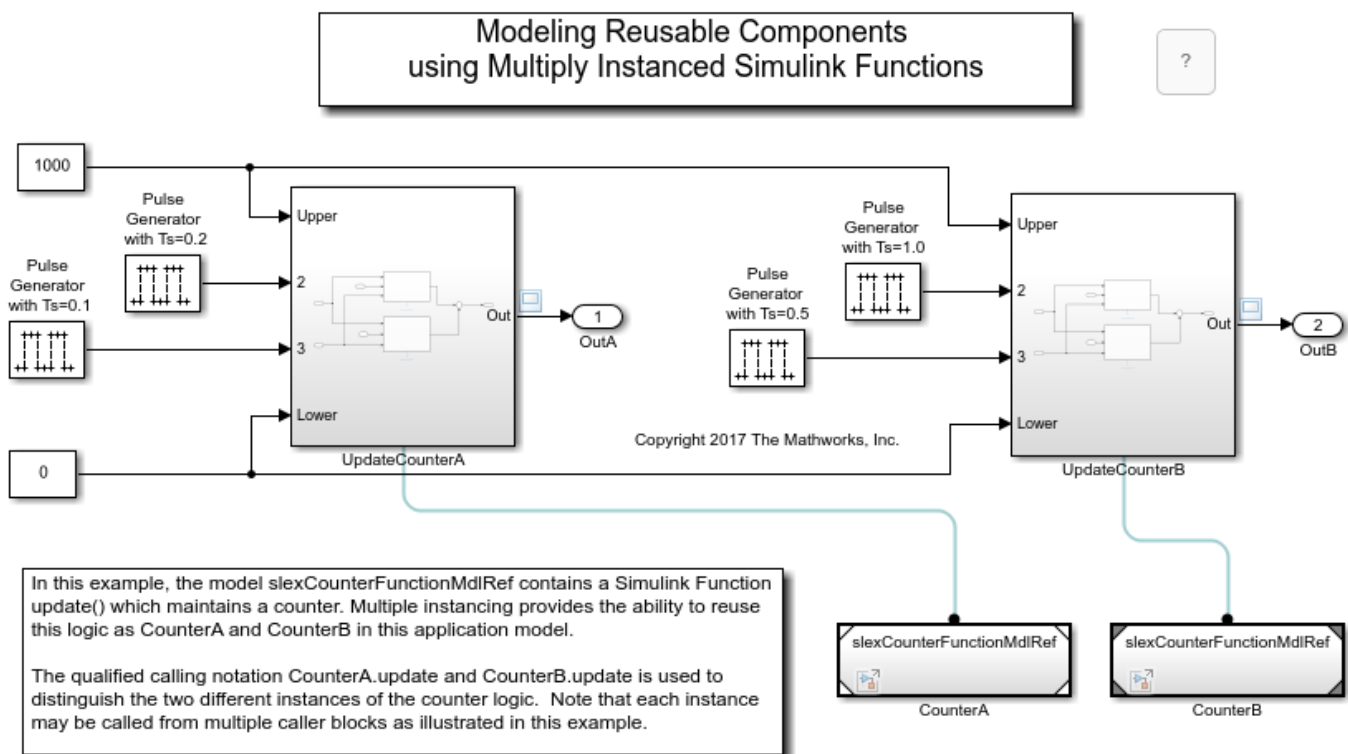 Modeling Reusable Components
using Multiply Instanced Simulink Functions
?
1000
Pulse
Generator
with Ts=0.2
Pulse
Generator
with Ts=0.1
Upper
2
3
Lower
Out
UpdateCounterA
1
OutA
0
Pulse
Generator
with Ts=1.0
Pulse
Generator
with Ts=0.5
Upper
2
3
Lower
Out
UpdateCounterB
2
OutB
Copyright 2017 The Mathworks, Inc.
In this example, the model slexCounterFunctionMdlRef contains a Simulink Function
update() which maintains a counter. Multiple instancing provides the ability to reuse
this logic as CounterA and CounterB in this application model.
The qualified calling notation CounterA.update and CounterB.update is used to
distinguish the two different instances of the counter logic.  Note that each instance
may be called from multiple caller blocks as illustrated in this example.
slexCounterFunctionMdlRef
CounterA
slexCounterFunctionMdlRef
CounterB